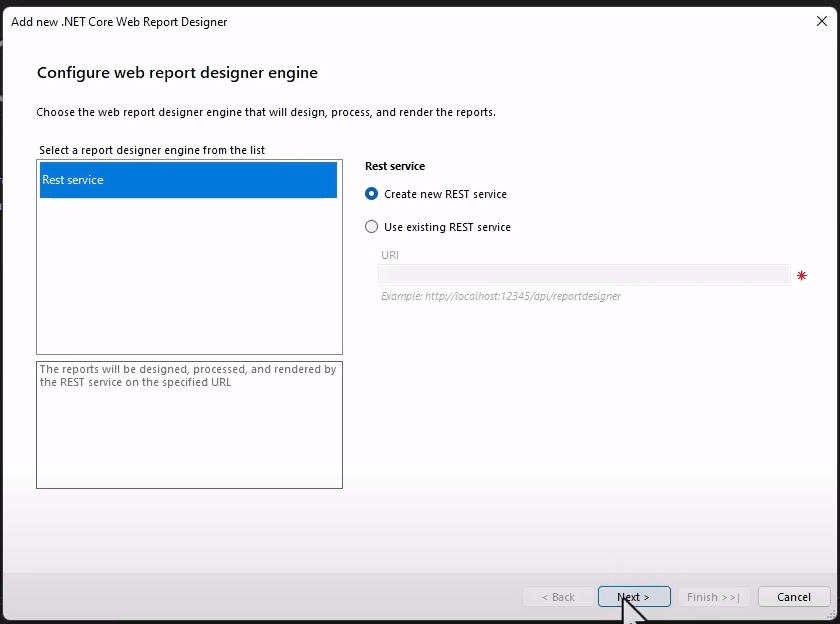 Add new .NET Core Web Report Designer
Configure web report designer engine
Choose the web report designer engine that will design, process, and render the reports.
Select a report designer engine from the list
Rest service
The reports will be designed, processed, and rendered by
the REST service on the specified URL
Rest service
Create new REST service
Use existing REST service
URI
Example: http://localhost:12345/api/reportdesigner
< Back
Next >
Finish >>|
Cancel